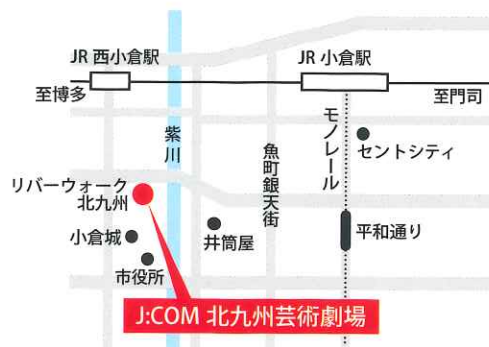 JR 西小倉駅
JR 小倉駅
至博多
至門司
紫川
魚町銀天街
モノレール
セントシティ
リバーウォーク
北九州
小倉城
井筒屋
平和通り
市役所
J:COM 北九州芸術劇場